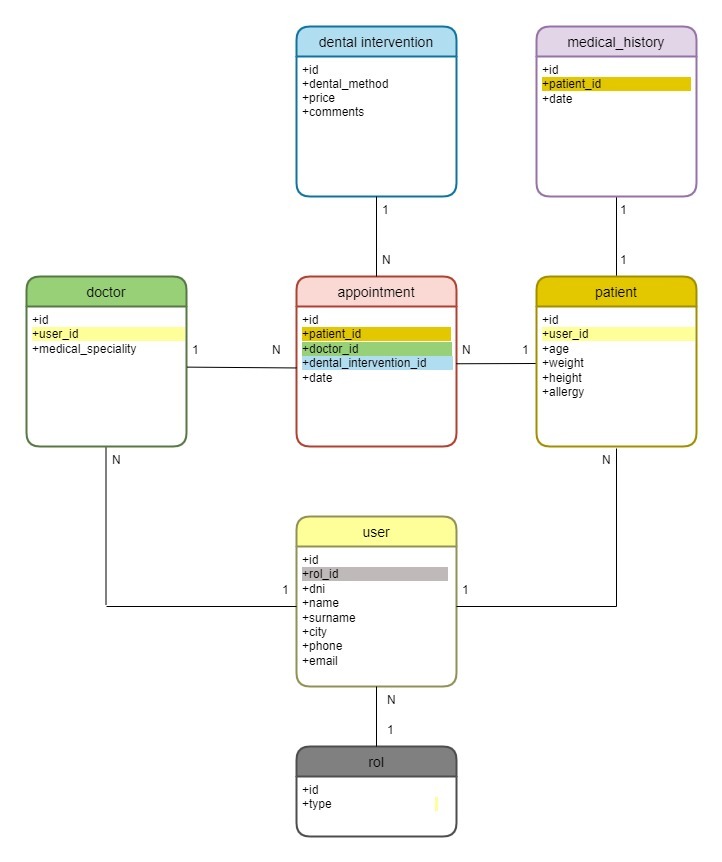 dental intervention
+id
+dental_method
+price
+comments
medical_history
+id
+patient_id
+date
1
N
1
1
doctor
+id
+user_id
+medical_speciality
1
N
appointment
+id
+patient_id
+doctor_id
+dental_intervention_id
+date
N
1
patient
+id
+user_id
+age
+weight
+height
+allergy
N
N
user
+id
+rol_id
+dni
+name
+surname
+city
+phone
+email
1
1
N
1
rol
+id
+type